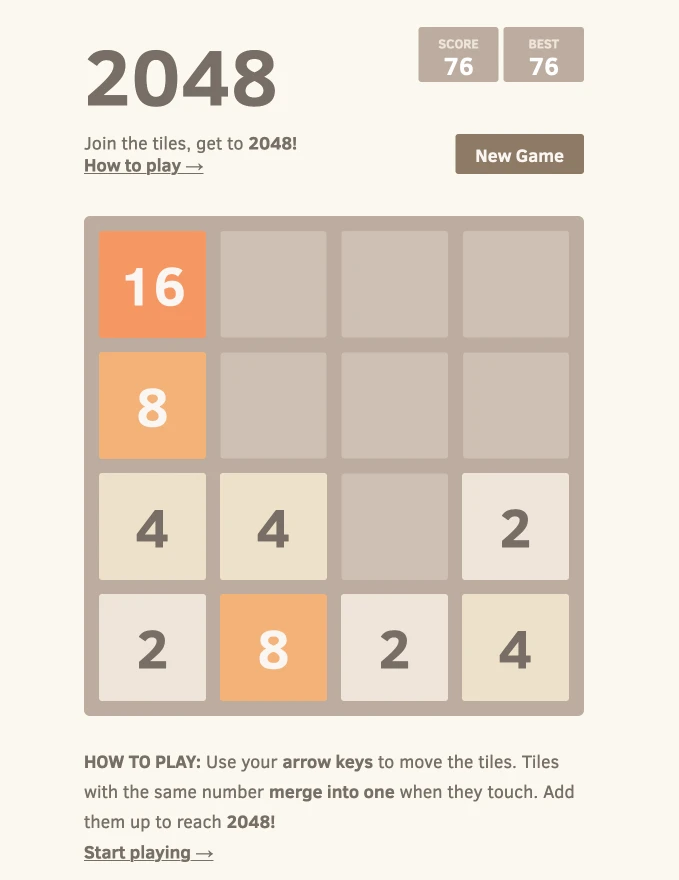 2048
SCORE
76
BEST
76
Join the tiles, get to 2048!
How to play →
New Game
16
8
4 4 2
2 8 2 4
HOW TO PLAY: Use your arrow keys to move the tiles. Tiles
with the same number merge into one when they touch. Add
them up to reach 2048!
Start playing →